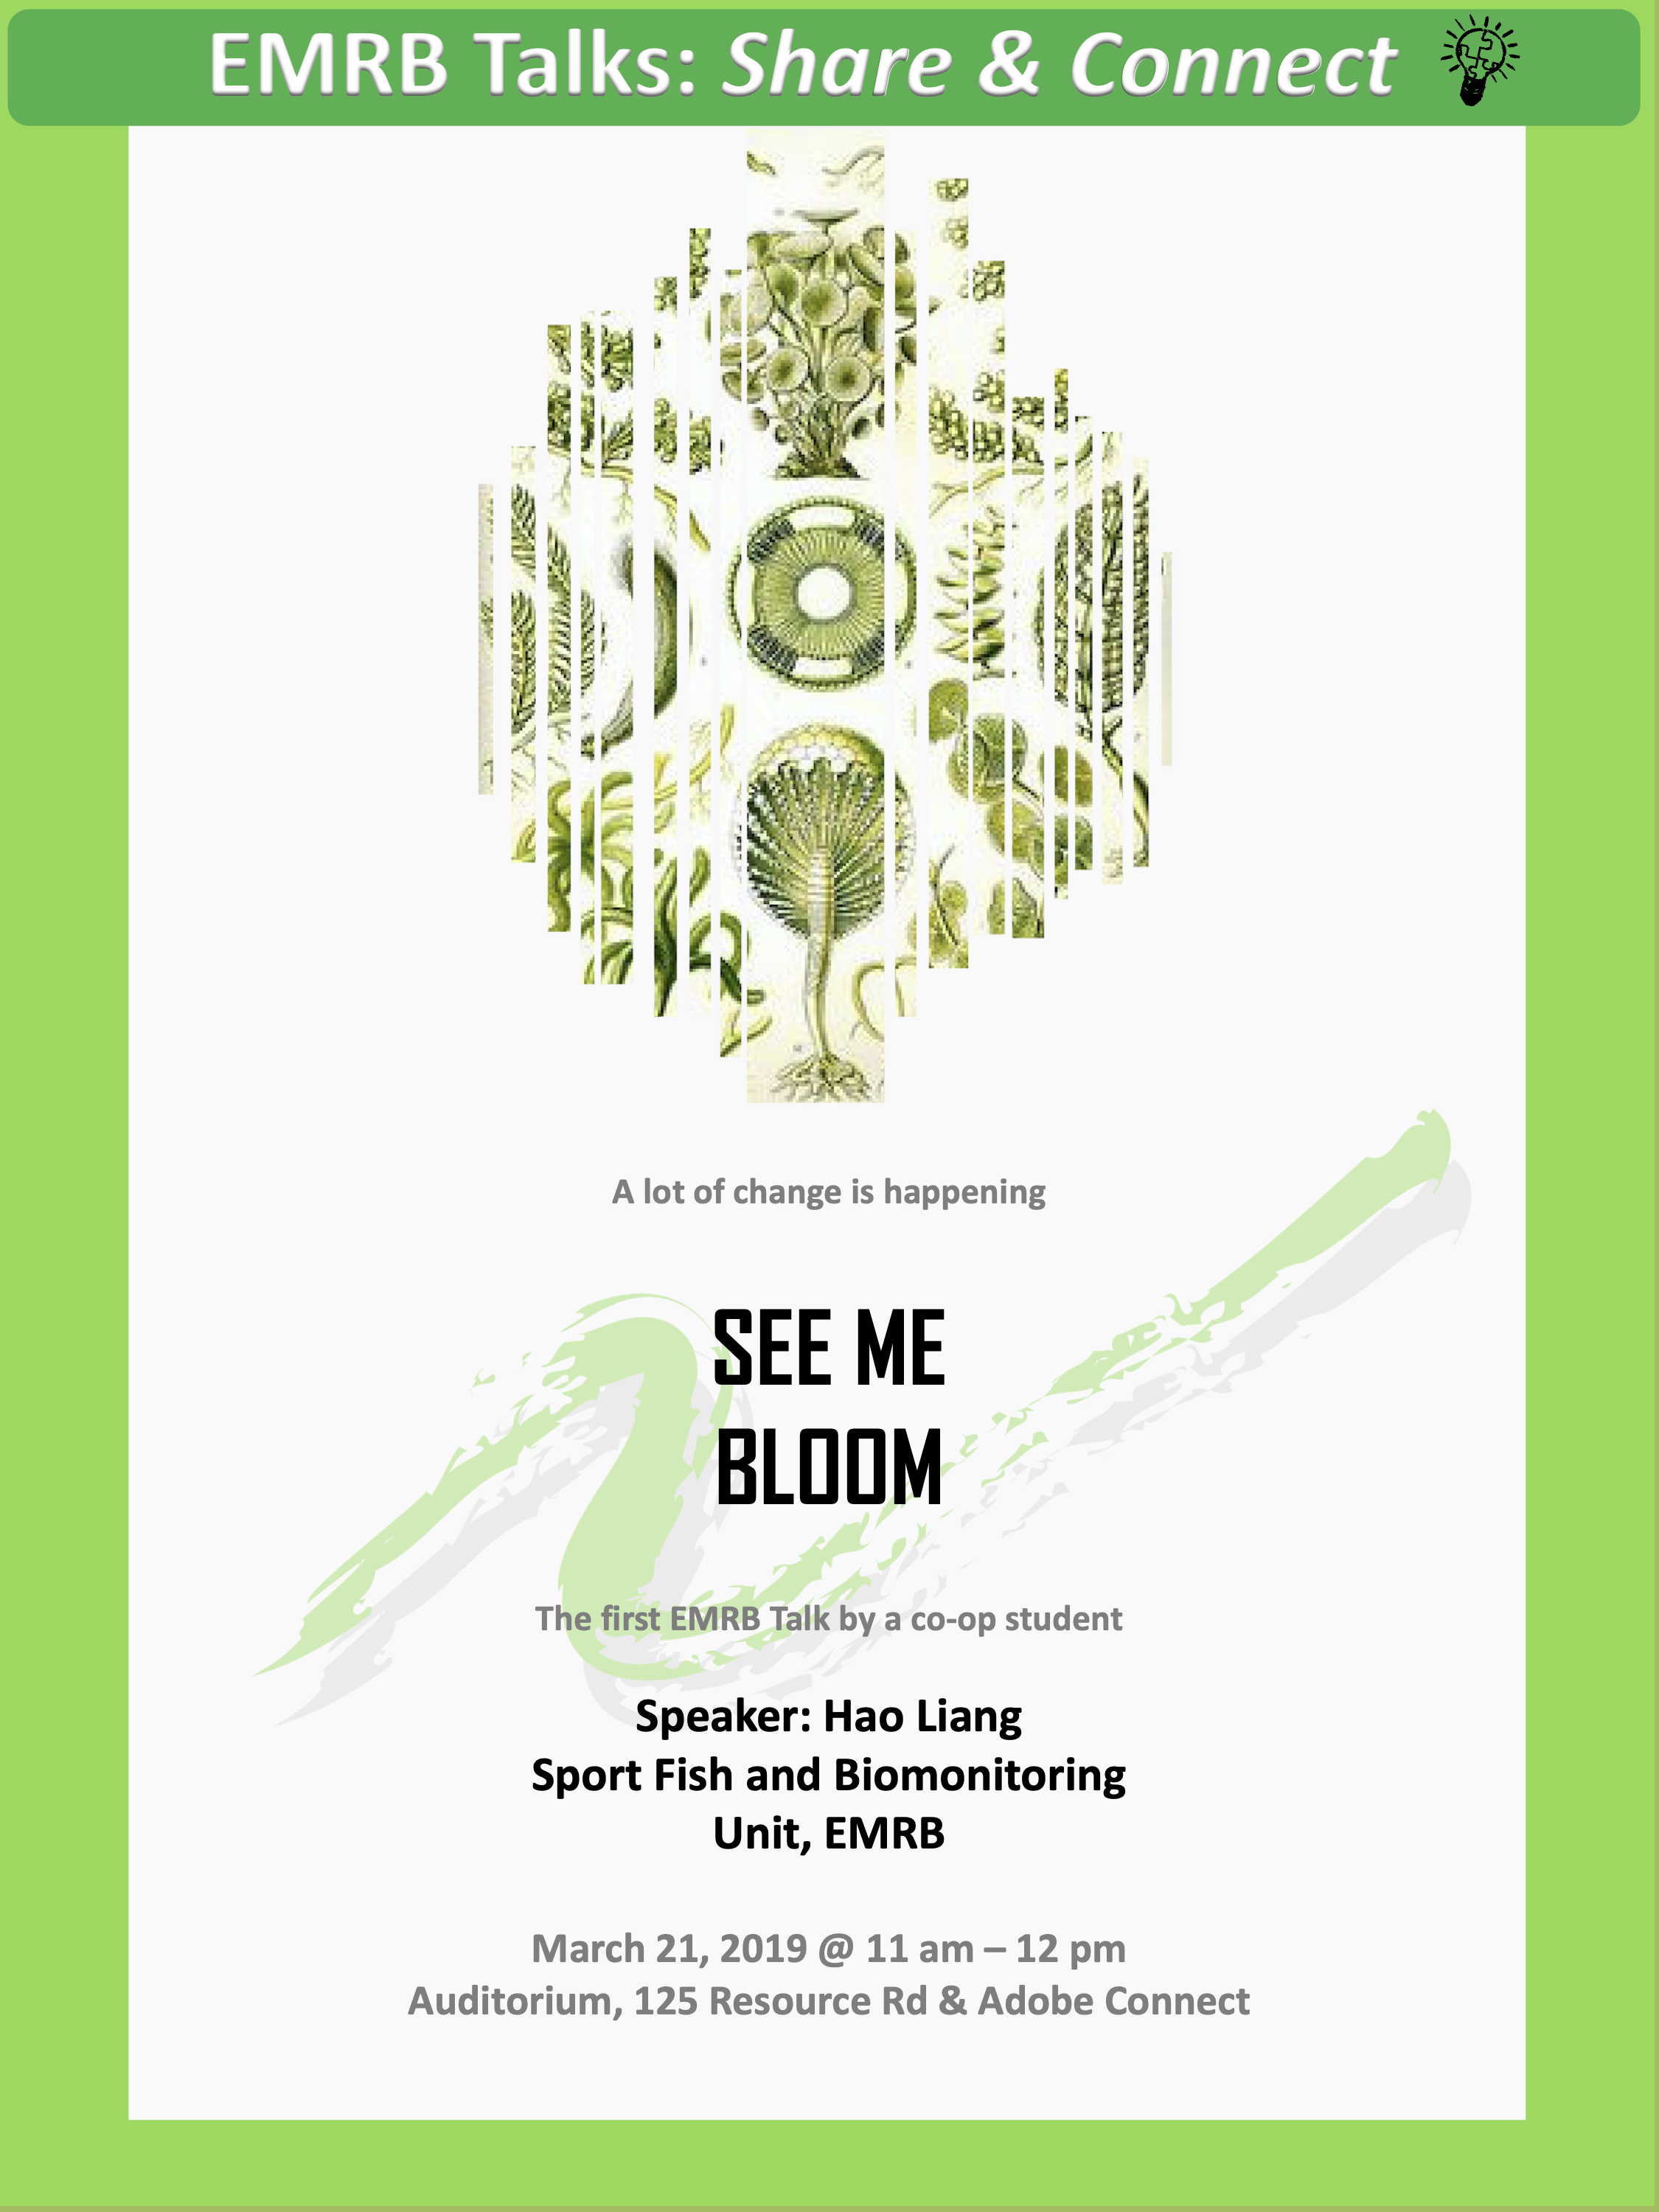 EMRB Talks: Share & Connect
A lot of change is happening
SEE ME
BLOOM
The first EMRB Talk by a co-op student
Speaker: Hao Liang
Sport Fish and Biomonitoring
Unit, EMRB
March 21, 2019 @ 11 am – 12 pm
Auditorium, 125 Resource Rd & Adobe Connect